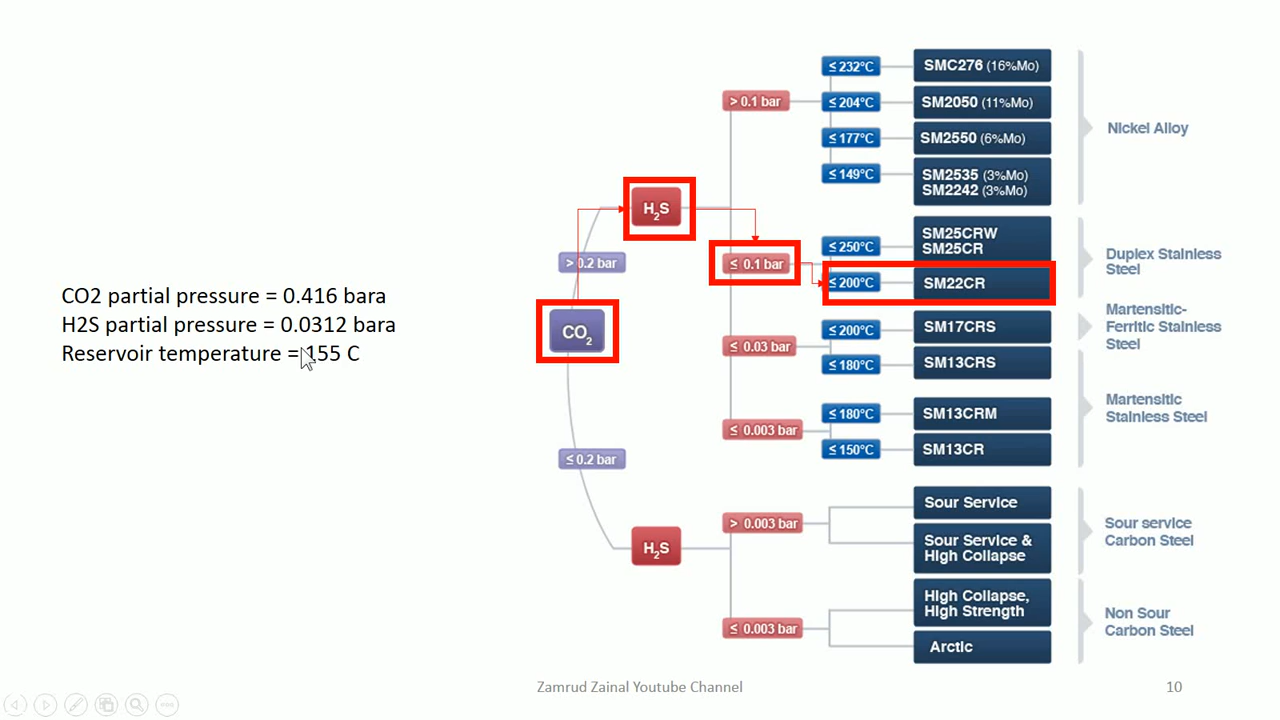 CO2 partial pressure = 0.416 bara
H2S partial pressure = 0.0312 bara
Reservoir temperature = 155 C
CO2
> 0.2 bar
≤ 0.2 bar
H2S
> 0.1 bar
≤ 232°C
SMC276 (16%Mo)
≤ 204°C
SM2050 (11%Mo)
≤ 177°C
SM2550 (6%Mo)
≤ 149°C
SM2535 (3%Mo)
SM2242 (3%Mo)
Nickel Alloy
≤ 0.1 bar
≤ 250°C
SM25CRW
SM25CR
≤ 200°C
SM22CR
Duplex Stainless
Steel
≤ 0.03 bar
≤ 200°C
SM17CRS
Martensitic-
Ferritic Stainless
Steel
≤ 180°C
SM13CRS
≤ 0.003 bar
≤ 180°C
SM13CRM
≤ 150°C
SM13CR
Martensitic
Stainless Steel
H2S
> 0.003 bar
Sour Service
Sour Service &
High Collapse
Sour service
Carbon Steel
≤ 0.003 bar
High Collapse,
High Strength
Arctic
Non Sour
Carbon Steel
Zamrud Zainal Youtube Channel
10